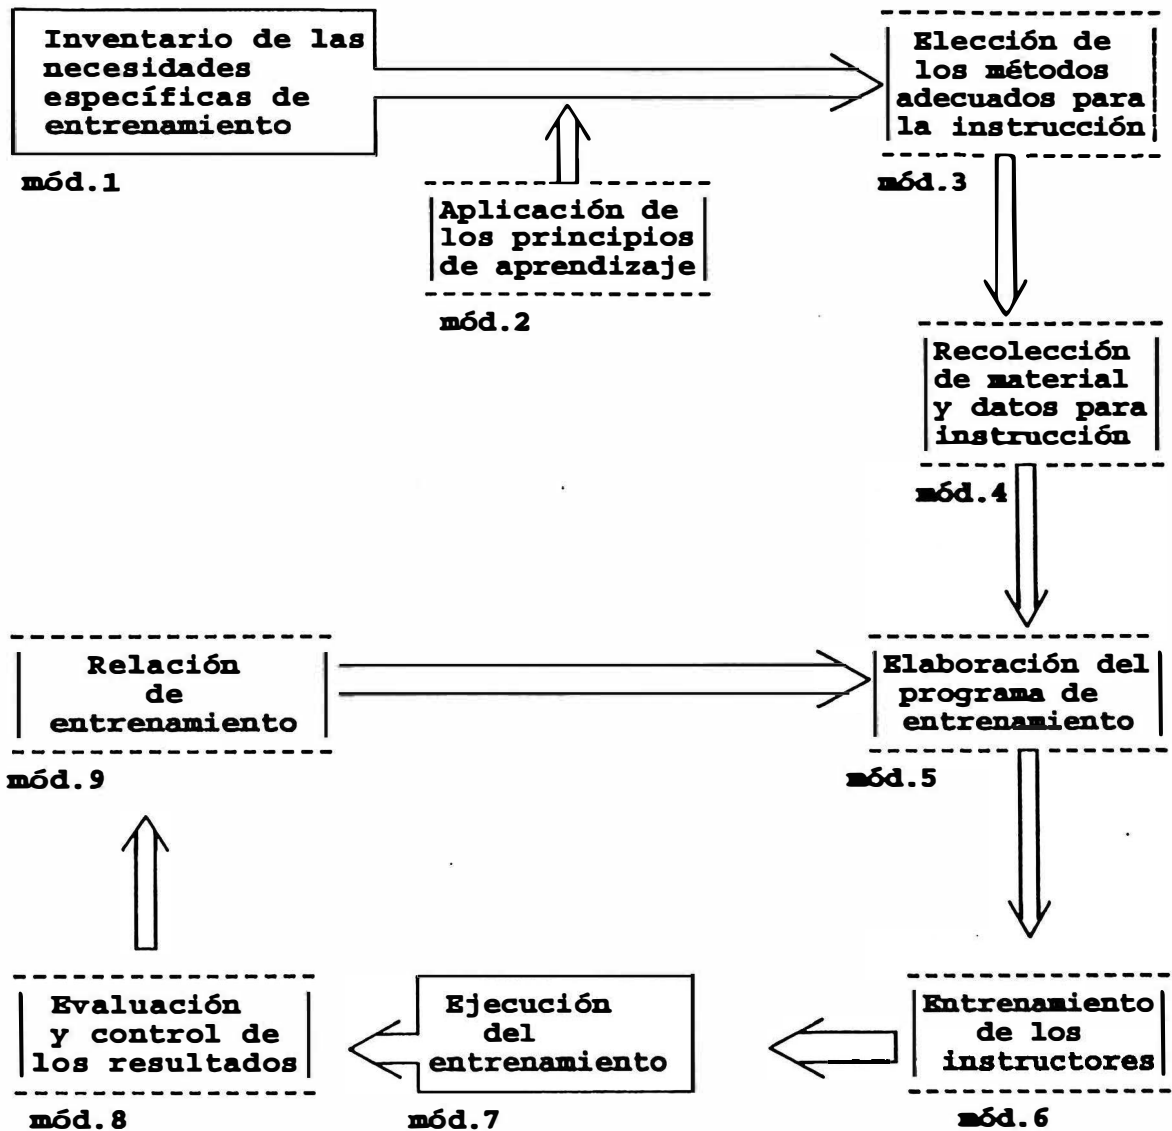 Inventario de las
necesidades
específicas de
entrenamiento
mód.1
Elección de
los métodos
adecuados para
la instrucción
mód.3
Aplicación de
los principios
de aprendizaje
mód.2
Recolección
de material
y datos para
instrucción
mód.4
Relación
de
entrenamiento
mód.9
Elaboración del
programa de
entrenamiento
mód.5
Evaluación
y control de
los resultados
mód.8
Ejecución
del
entrenamiento
mód.7
Entrenamiento
de los
instructores
mód.6